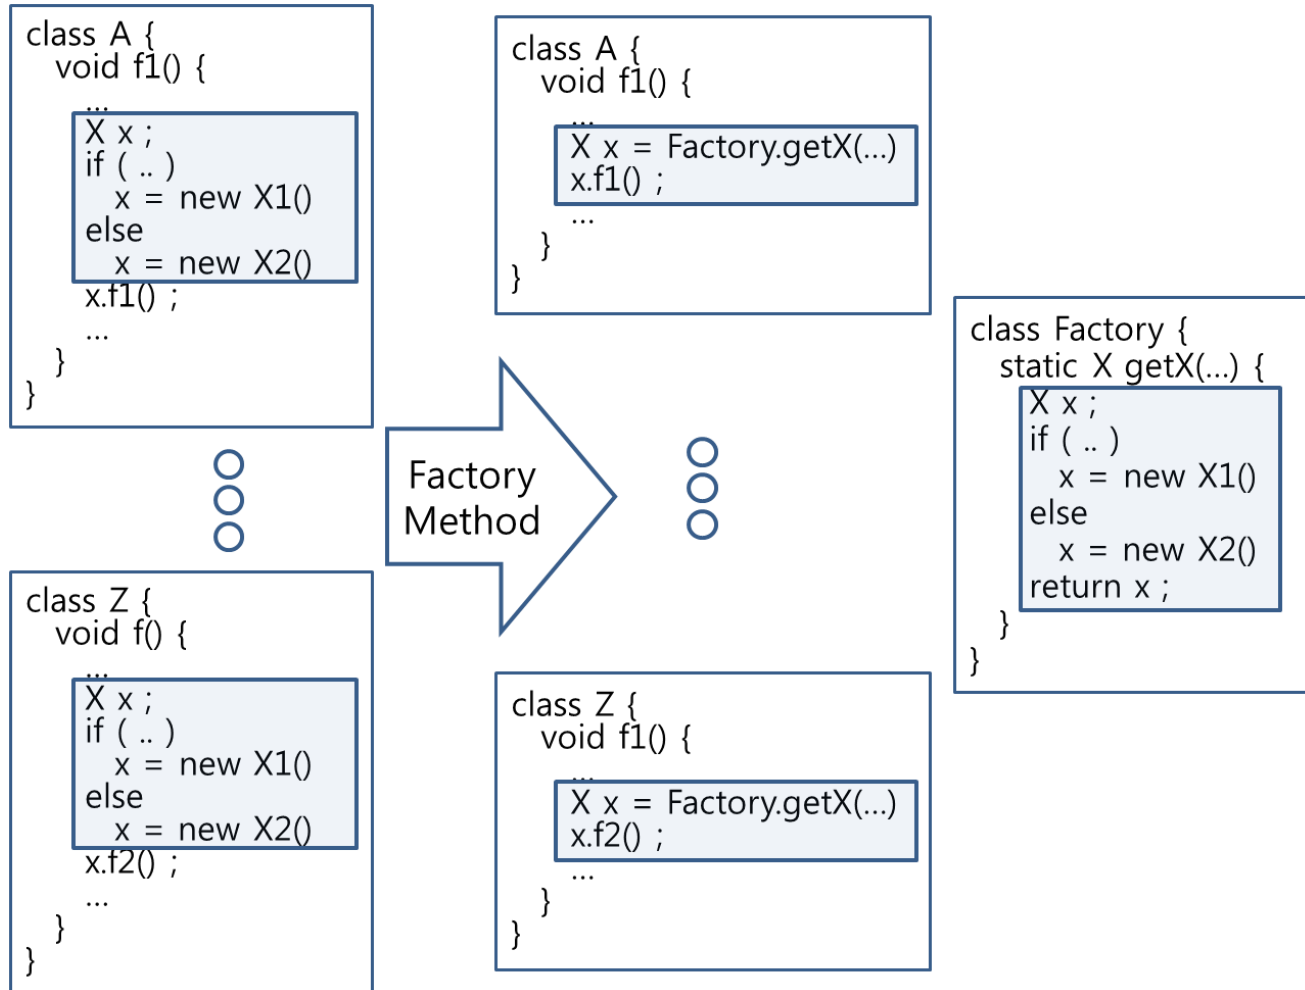 class A {
void f1() {
...
X x ;
if ( .. )
x = new X1()
else
x = new X2()
x.f1() ;
...
}
}
class Z {
void f() {
...
X x ;
if ( .. )
x = new X1()
else
x = new X2()
x.f2() ;
...
}
}
Factory
Method
class A {
void f1() {
...
X x = Factory.getX(...)
x.f1() ;
...
}
}
class Z {
void f1() {
...
X x = Factory.getX(...)
x.f2() ;
...
}
}
class Factory {
static X getX(...) {
X x ;
if ( .. )
x = new X1()
else
x = new X2()
return x ;
}
}